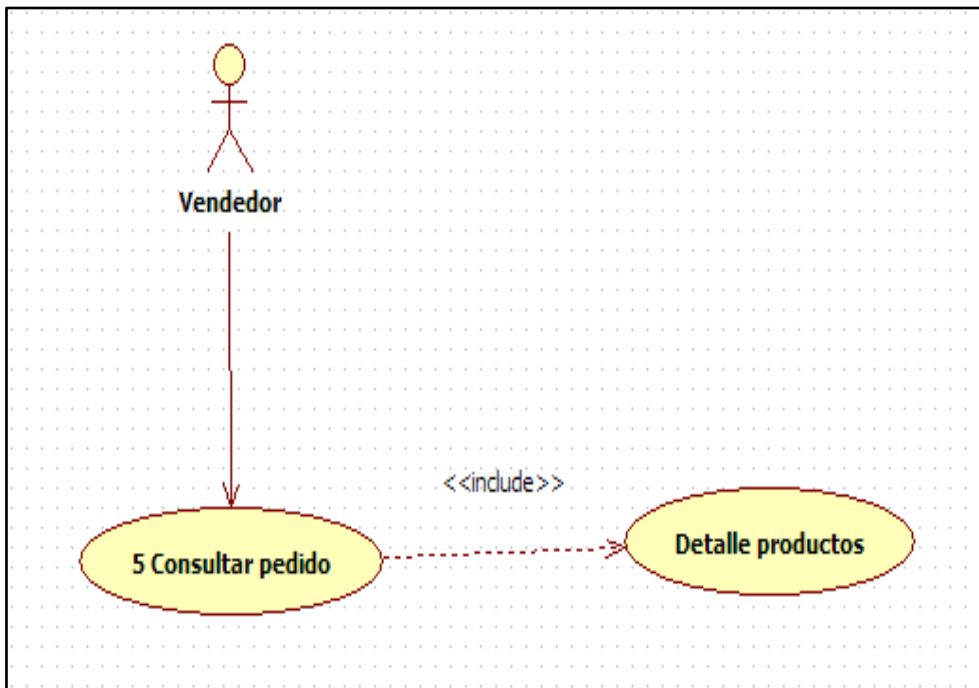 Vendedor
<<include>>
5 Consultar pedido
Detalle productos